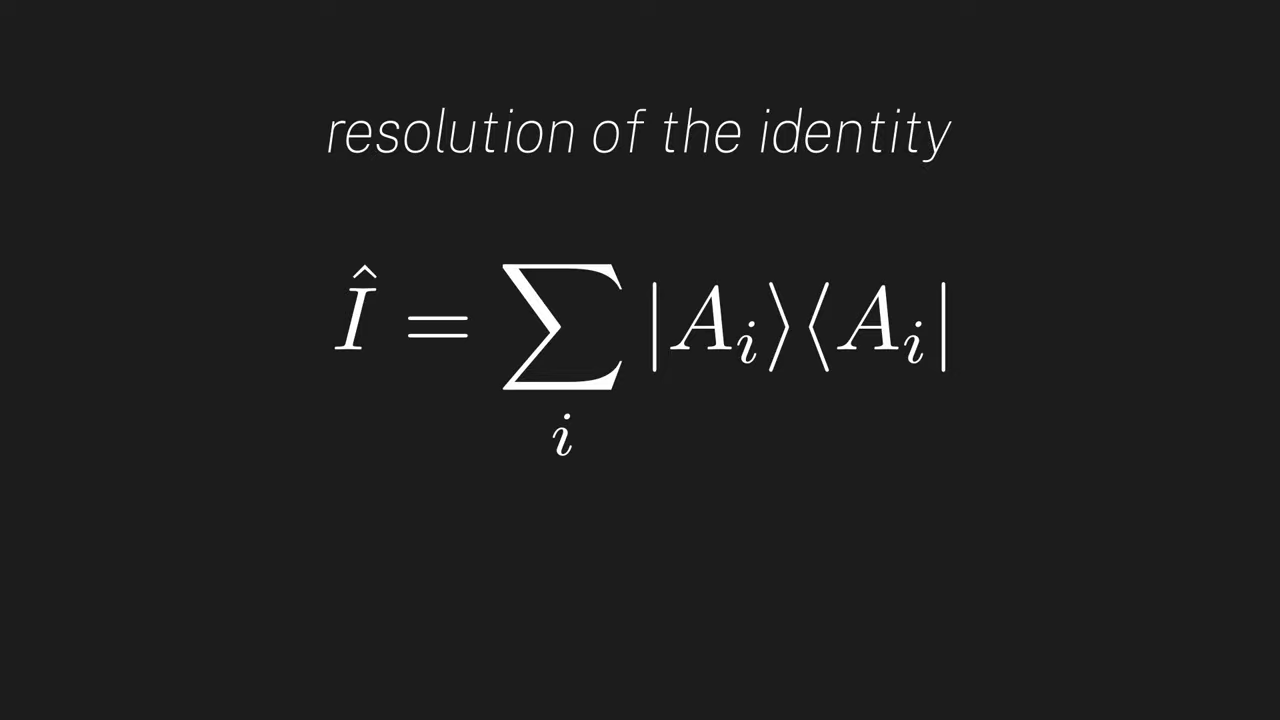 resolution of the identity
Î = ∑ |Aᵢ⟩⟨Aᵢ|
i